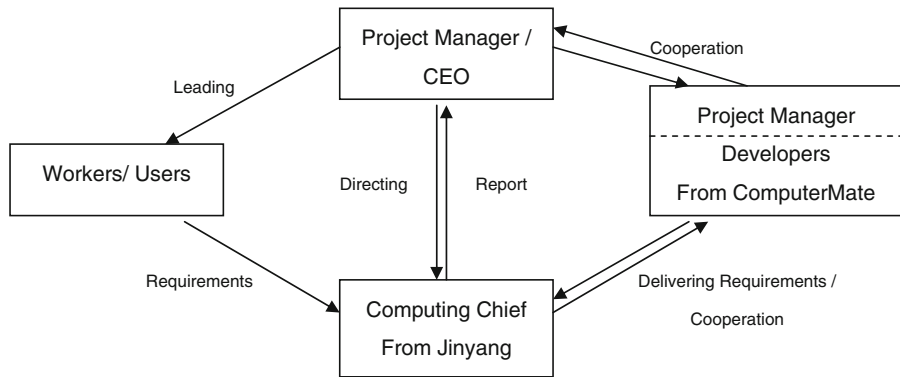 Project Manager /
CEO
Cooperation
Leading
Project Manager
Developers
From ComputerMate
Workers/ Users
Directing
Report
Requirements
Computing Chief
From Jinyang
Delivering Requirements /
Cooperation